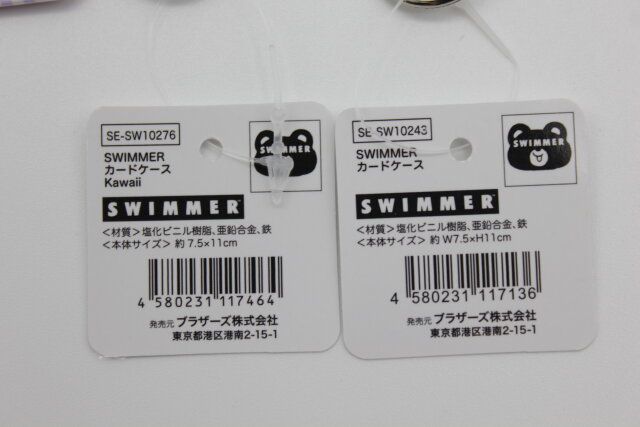 SE-SW10276
SWIMMER
カードケース
Kawaii
SWIMMER
SWIMMER
<材質>塩化ビニル樹脂、亜鉛合金、鉄
<本体サイズ> 約 7.5×11cm
4 580231 117464
発売元 ブラザーズ株式会社
東京都港区港南2-15-1
SE-SW10243
SWIMMER
カードケース
SWIMMER
SWIMMER
<材質>塩化ビニル樹脂、亜鉛合金、鉄
<本体サイズ> 約 W7.5×H11cm
4 580231 117136
発売元 ブラザーズ株式会社
東京都港区港南2-15-1